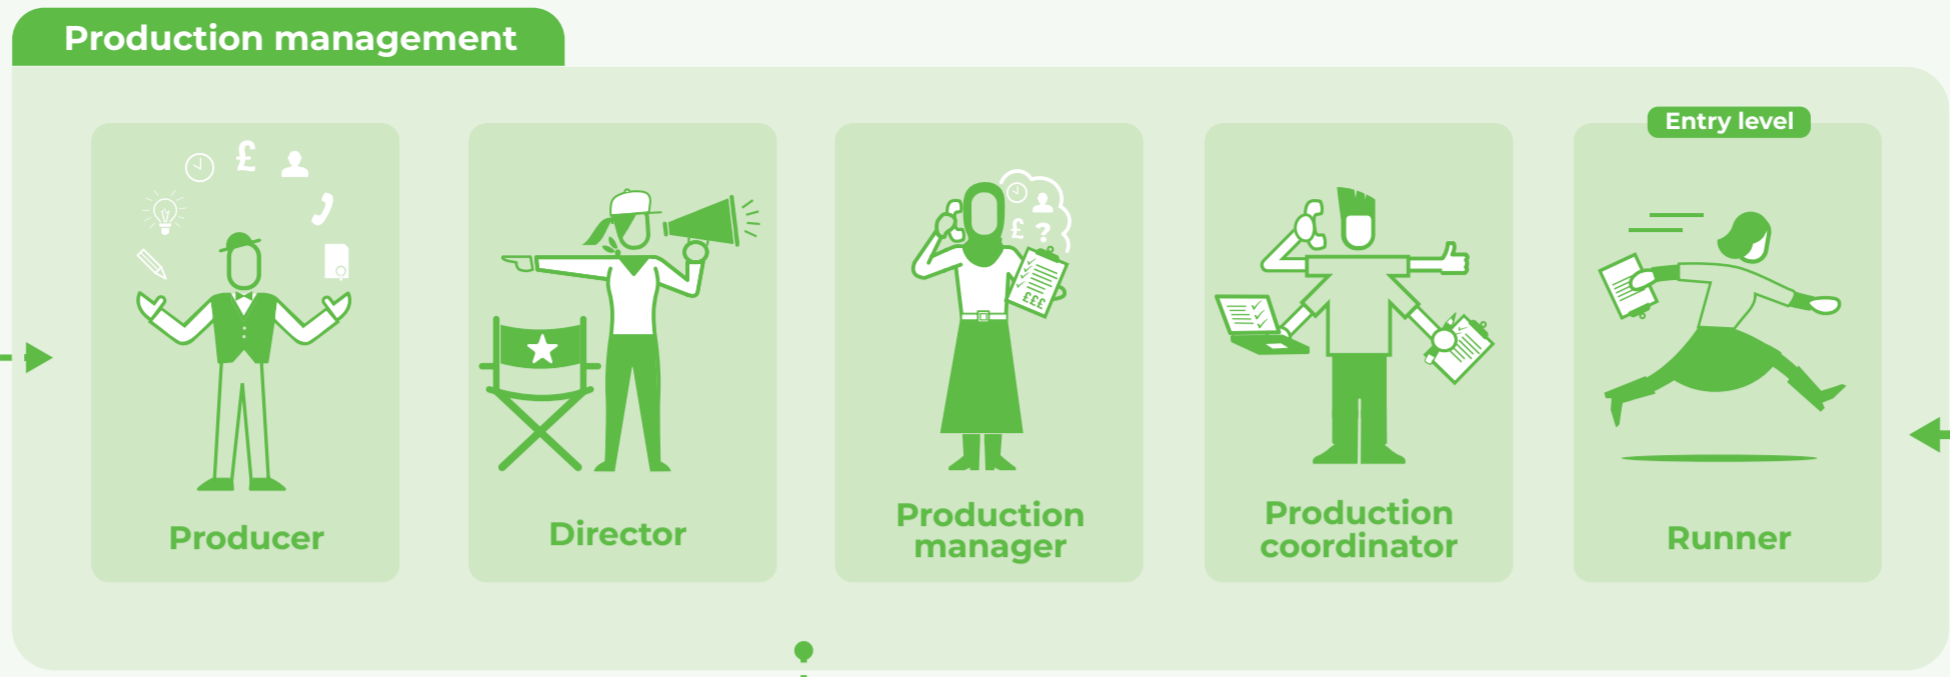 Production management
Entry level
£
£
?
£££
Producer
Director
Production
manager
Production
coordinator
Runner